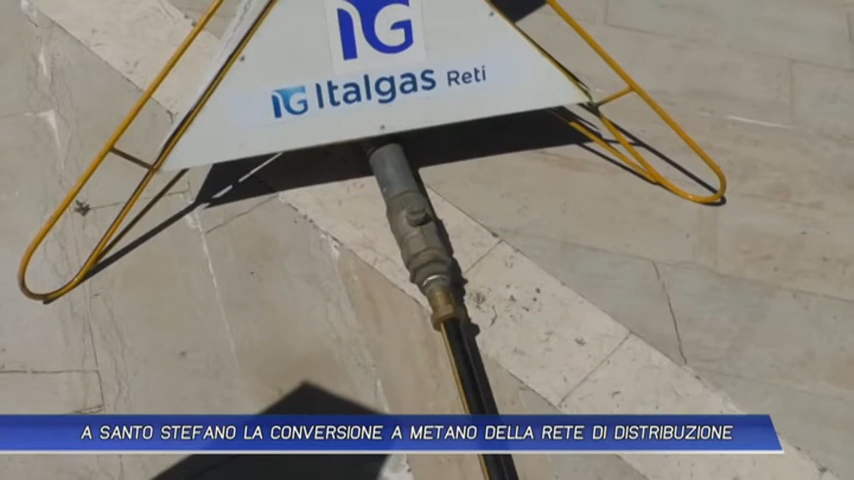 IG
IG Italgas Reti
A SANTO STEFANO LA CONVERSIONE A METANO DELLA RETE DI DISTRIBUZIONE